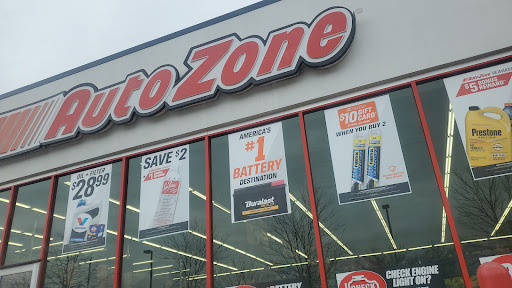 AutoZone
OIL + FILTER
$28.99
SAVE $2
AMERICA'S
#1
BATTERY
DESTINATION
Duralast
$10 GIFT
CARD
WHEN YOU BUY 2
$5 BONUS
REWARD
Prestone
CHECK ENGINE
LIGHT ON?
BATTERY